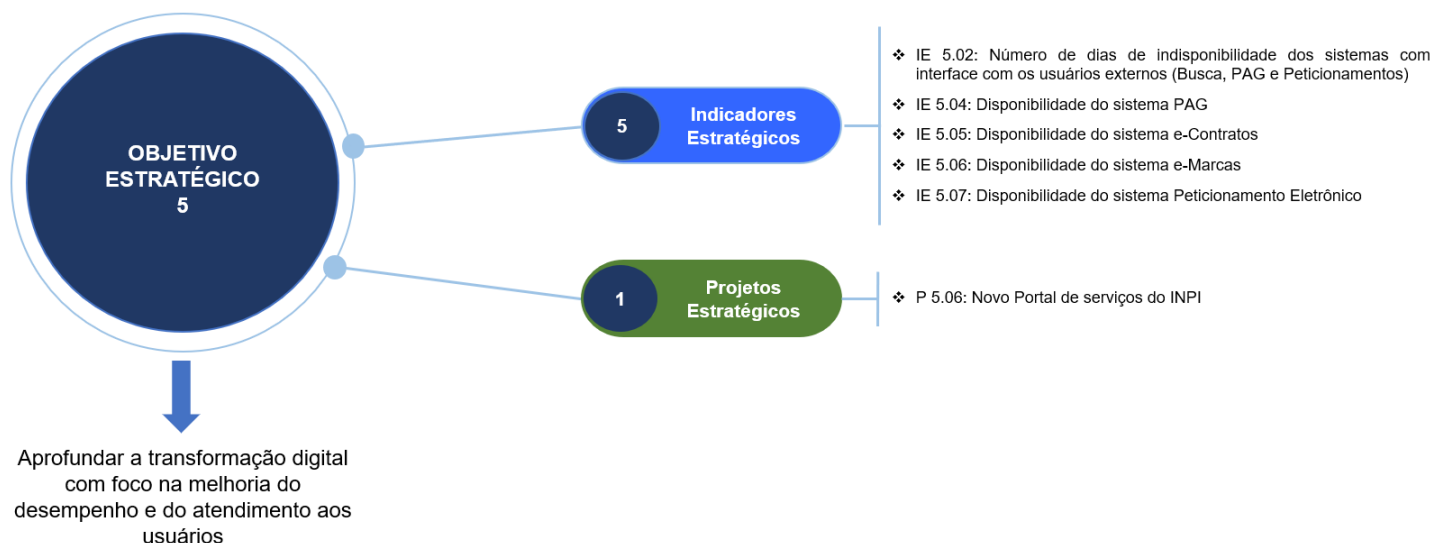 OBJETIVO
ESTRATÉGICO
5
Aprofundar a transformação digital
com foco na melhoria do
desempenho e do atendimento aos
usuários
5
Indicadores
Estratégicos
❖ IE 5.02: Número de dias de indisponibilidade dos sistemas com
interface com os usuários externos (Busca, PAG e Peticionamentos)
❖ IE 5.04: Disponibilidade do sistema PAG
❖ IE 5.05: Disponibilidade do sistema e-Contratos
❖ IE 5.06: Disponibilidade do sistema e-Marcas
❖ IE 5.07: Disponibilidade do sistema Peticionamento Eletrônico
1
Projetos
Estratégicos
❖ P 5.06: Novo Portal de serviços do INPI